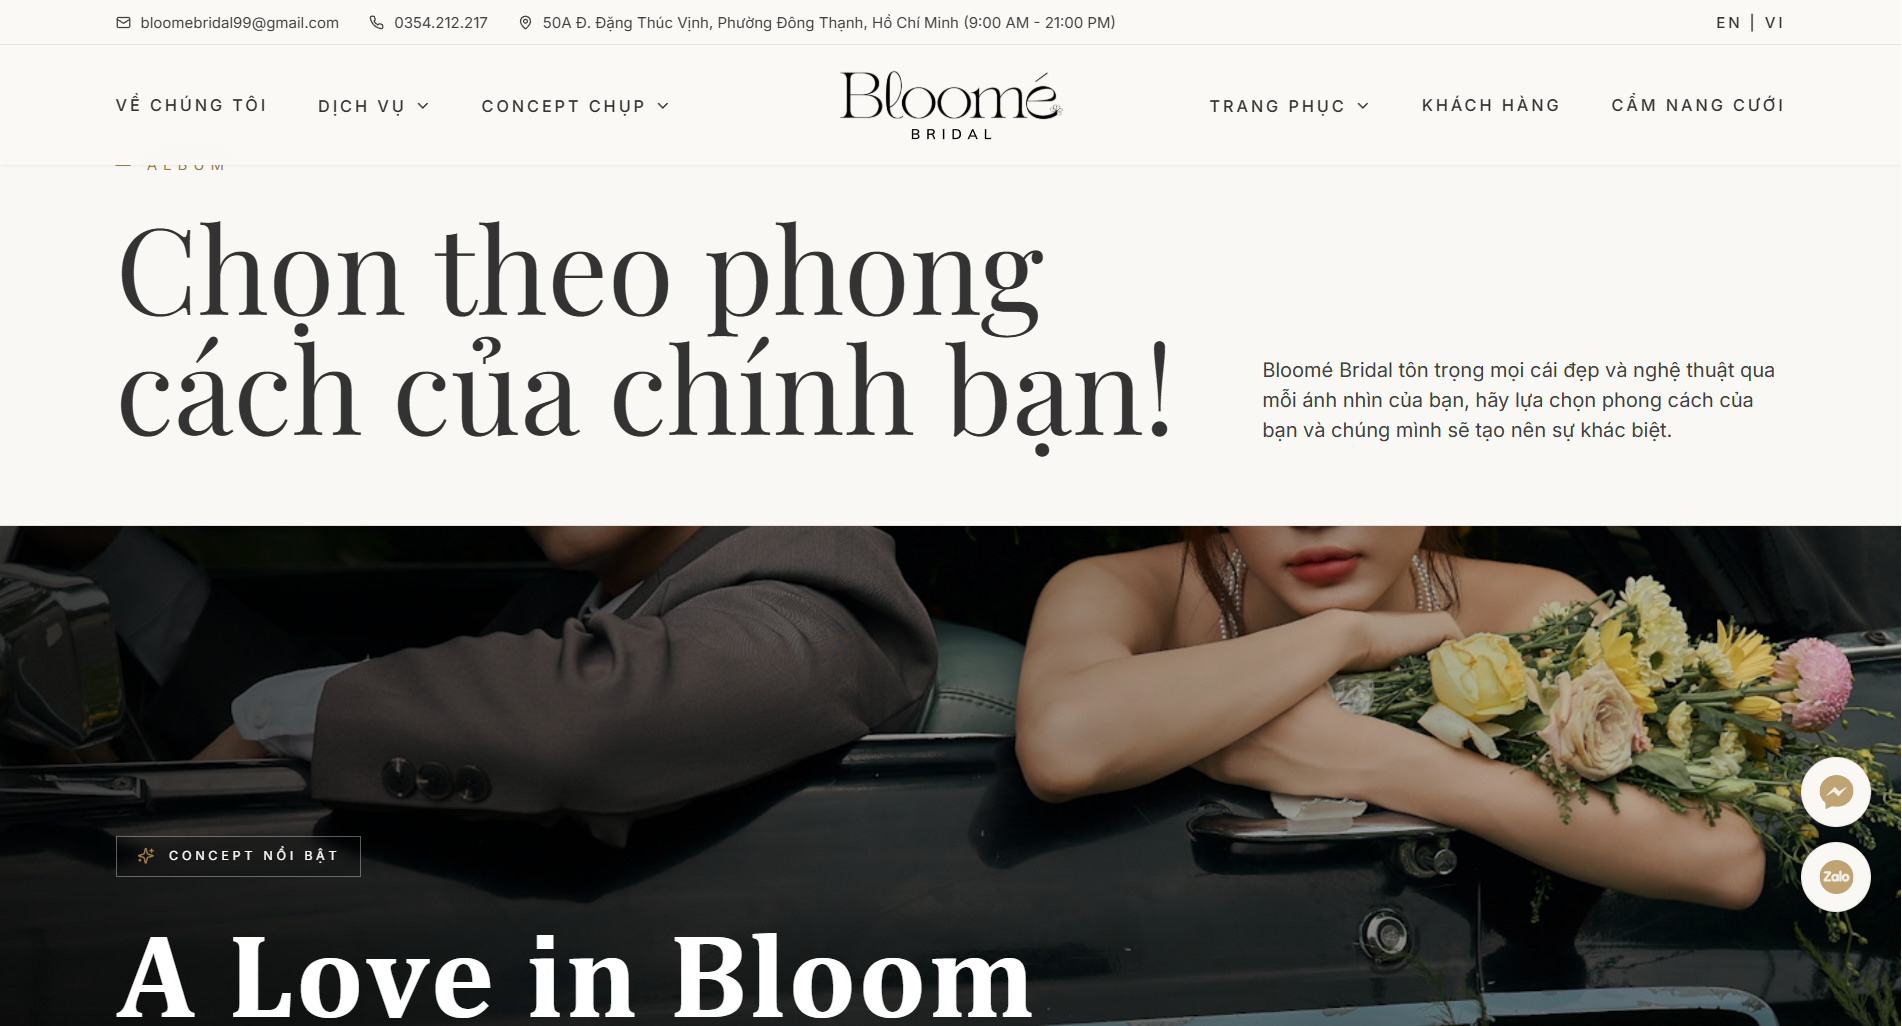 bloomebridal99@gmail.com
0354.212.217
50A Đ. Đặng Thúc Vịnh, Phường Đông Thạnh, Hồ Chí Minh (9:00 AM - 21:00 PM)
EN | VI
VỀ CHÚNG TÔI
DỊCH VỤ
CONCEPT CHỤP
Bloomé
BRIDAL
TRANG PHỤC
KHÁCH HÀNG
CẨM NANG CƯỚI
ALBUM
Chọn theo phong
cách của chính bạn!
Bloomé Bridal tôn trọng mọi cái đẹp và nghệ thuật qua
mỗi ánh nhìn của bạn, hãy lựa chọn phong cách của
bạn và chúng mình sẽ tạo nên sự khác biệt.
CONCEPT NỔI BẬT
Zalo
A Love in Bloom